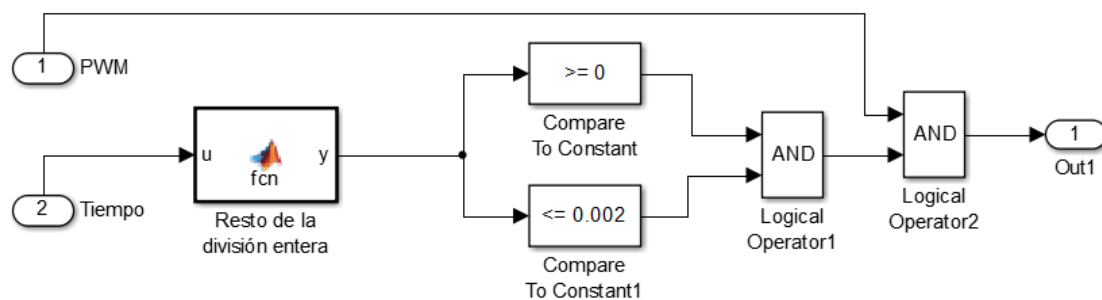 1
PWM
2
Tiempo
u
fcn
y
Resto de la
división entera
>= 0
Compare
To Constant
<= 0.002
Compare
To Constant1
AND
Logical
Operator1
AND
Logical
Operator2
1
Out1